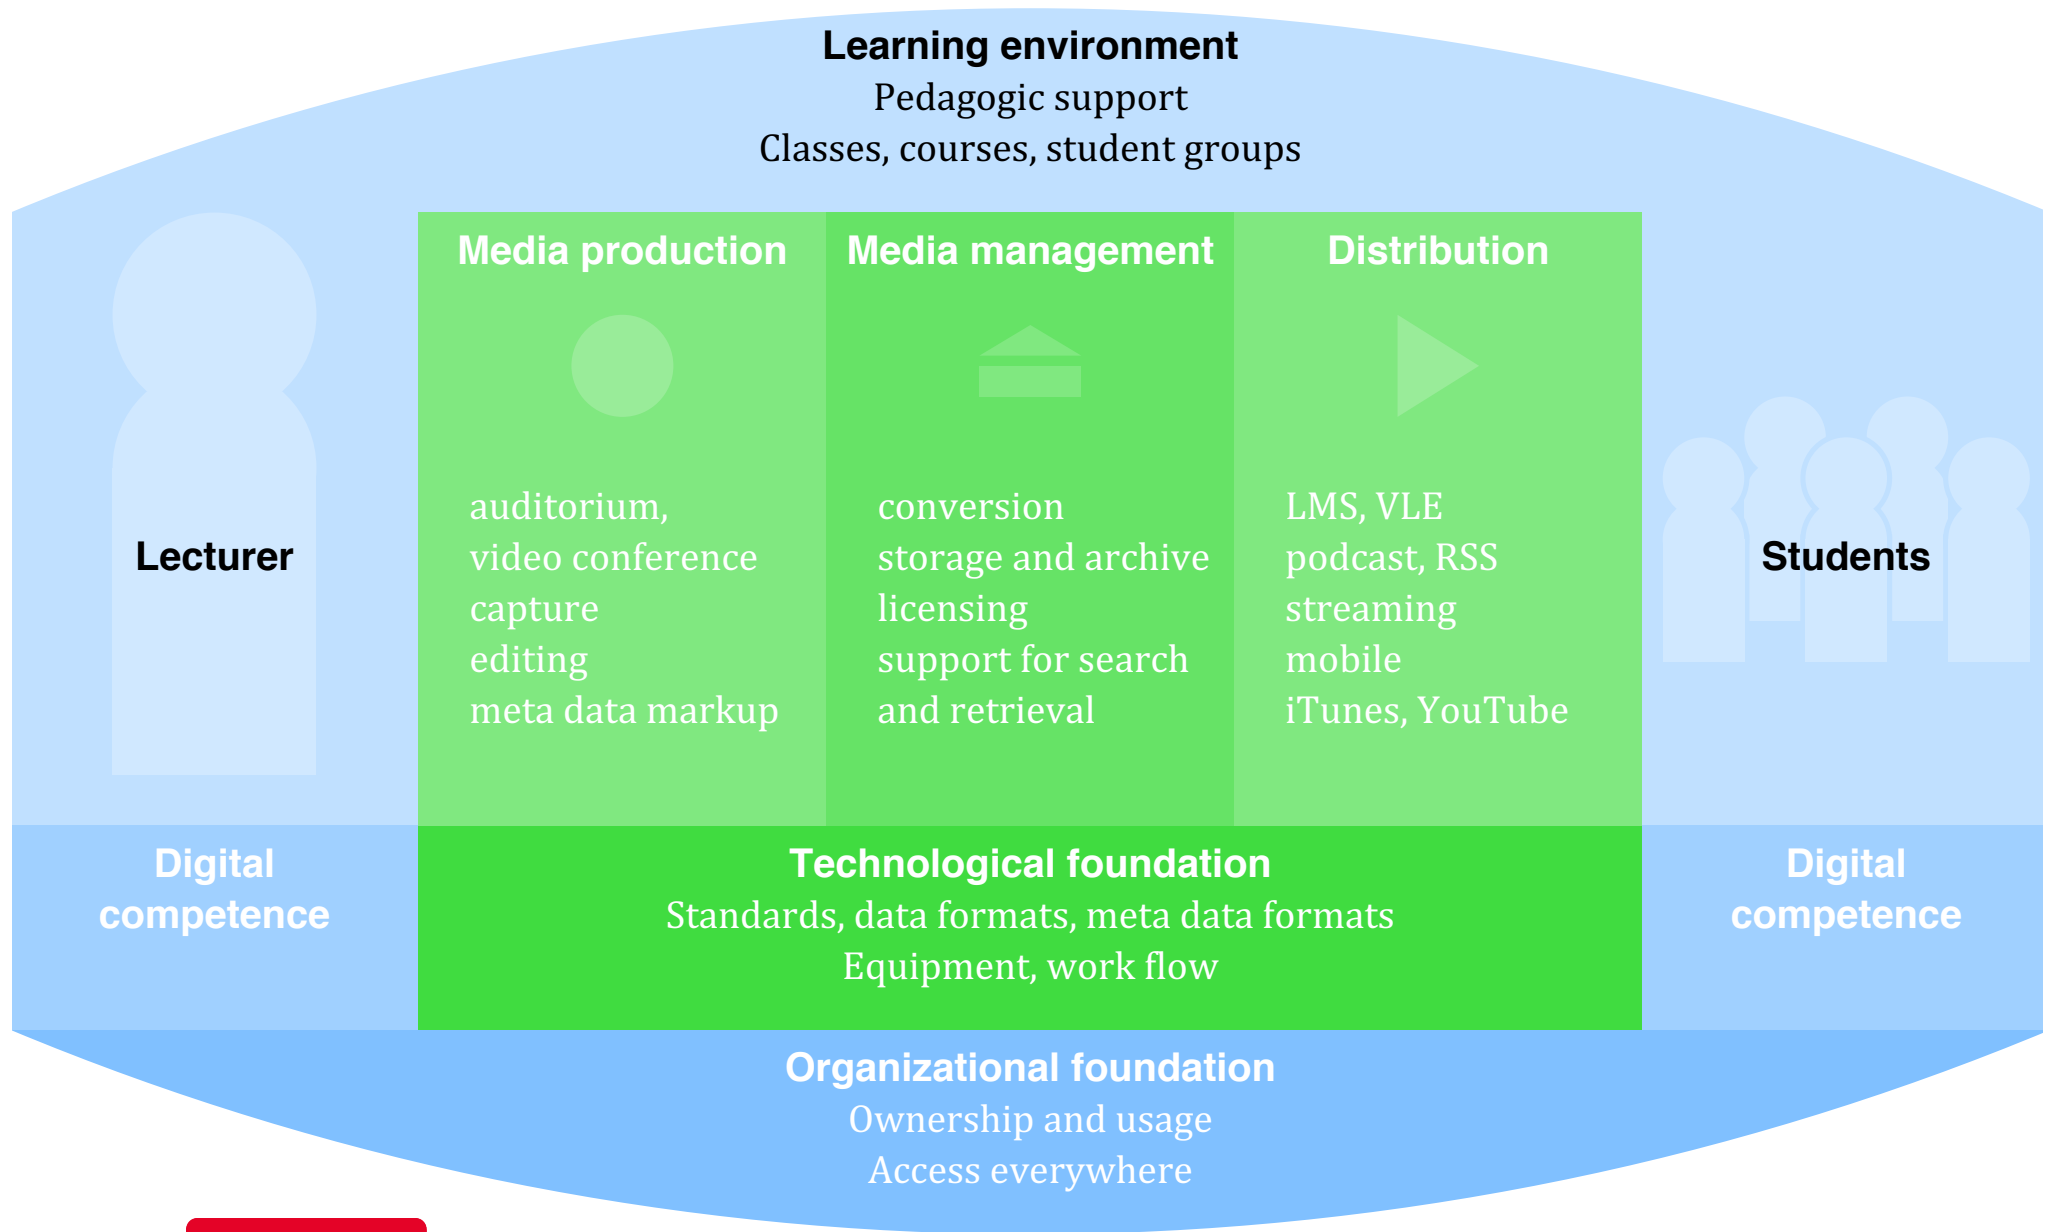 Learning environment
Pedagogic support
Classes, courses, student groups
Lecturer
Media production
auditorium,
video conference
capture
editing
meta data markup
Media management
conversion
storage and archive
licensing
support for search
and retrieval
Distribution
LMS, VLE
podcast, RSS
streaming
mobile
iTunes, YouTube
Students
Digital
competence
Technological foundation
Standards, data formats, meta data formats
Equipment, work flow
Digital
competence
Organizational foundation
Ownership and usage
Access everywhere